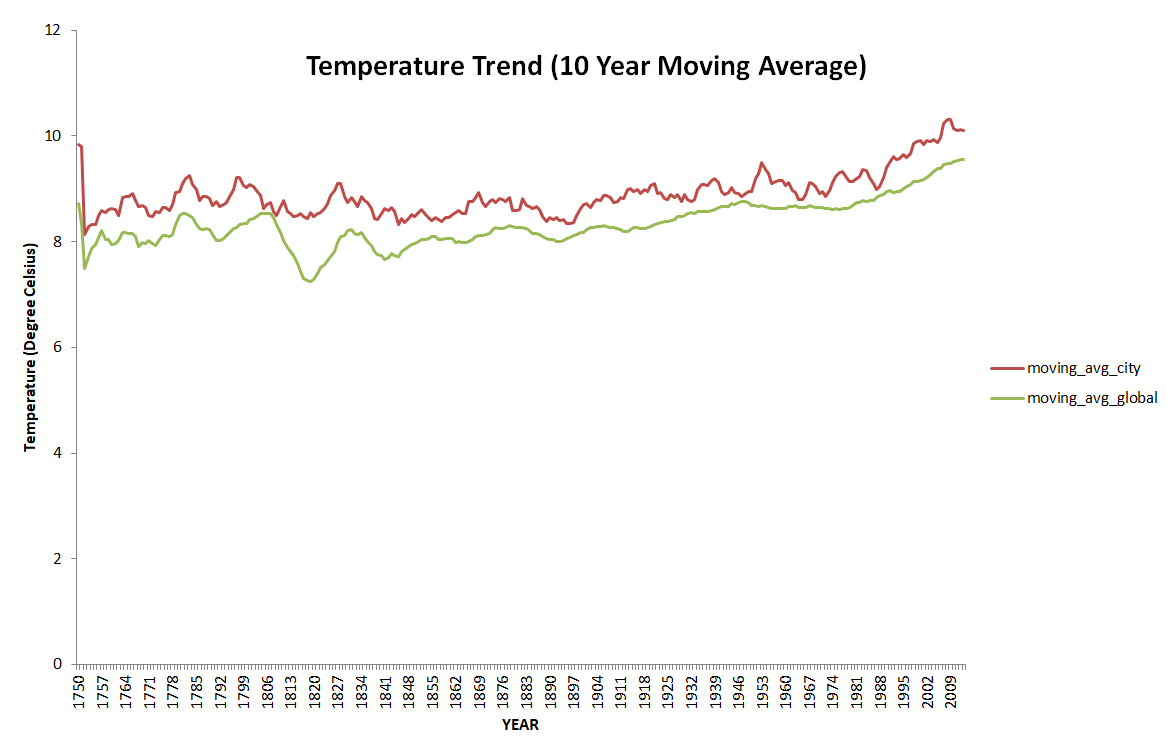 Temperature Trend (10 Year Moving Average)
12
10
8
6
4
2
0
Temperature (Degree Celsius)
1750 1757 1764 1771 1778 1785 1792 1799 1806 1813 1820 1827 1834 1841 1848 1855 1862 1869 1876 1883 1890 1897 1904 1911 1918 1925 1932 1939 1946 1953 1960 1967 1974 1981 1988 1995 2002 2009
YEAR
moving_avg_city
moving_avg_global